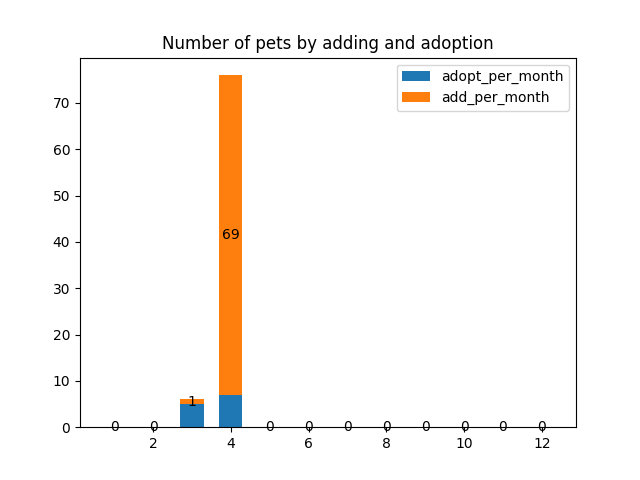 Number of pets by adding and adoption
adopt_per_month
add_per_month
70
60
50
40
30
20
10
0
69
1
0 0 0 0 0 0 0 0 0 0
2 4 6 8 10 12